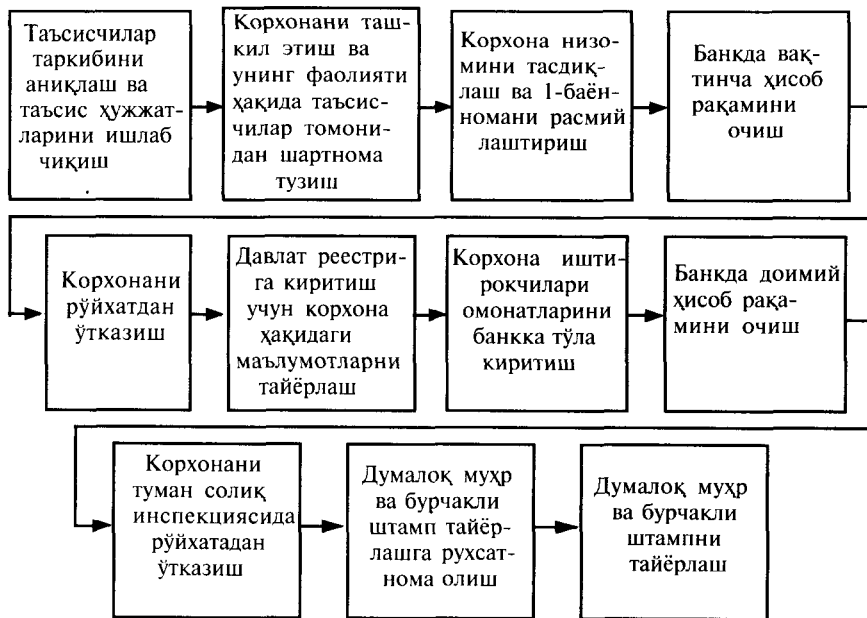 Таъсисчилар
таркибини
аниқлаш ва
таъсис ҳужжат-
ларини ишлаб
чиқиш
Корхонани таш-
кил этиш ва
унинг фаолияти
ҳақида таъсис-
чилар томони-
дан шартнома
тузиш
Корхона низо-
мини тасдиқ-
лаш ва 1-баён-
номани расмий
лаштириш
Банкда вақ-
тинча ҳисоб
рақамини
очиш
Корхонани
рўйхатдан
ўтказиш
Давлат реестри-
га киритиш
учун корхона
ҳақидаги
маълумотларни
тайёрлаш
Корхона ишти-
рокчилари
омонатларини
банкка тўла
киритиш
Банкда доимий
ҳисоб рақа-
мини очиш
Корхонани
туман солиқ
инспекциясида
рўйхатадан
ўтказиш
Думалоқ муҳр
ва бурчакли
штамп тайёр-
лашга рухсат-
нома олиш
Думалоқ муҳр
ва бурчакли
штампни
тайёрлаш